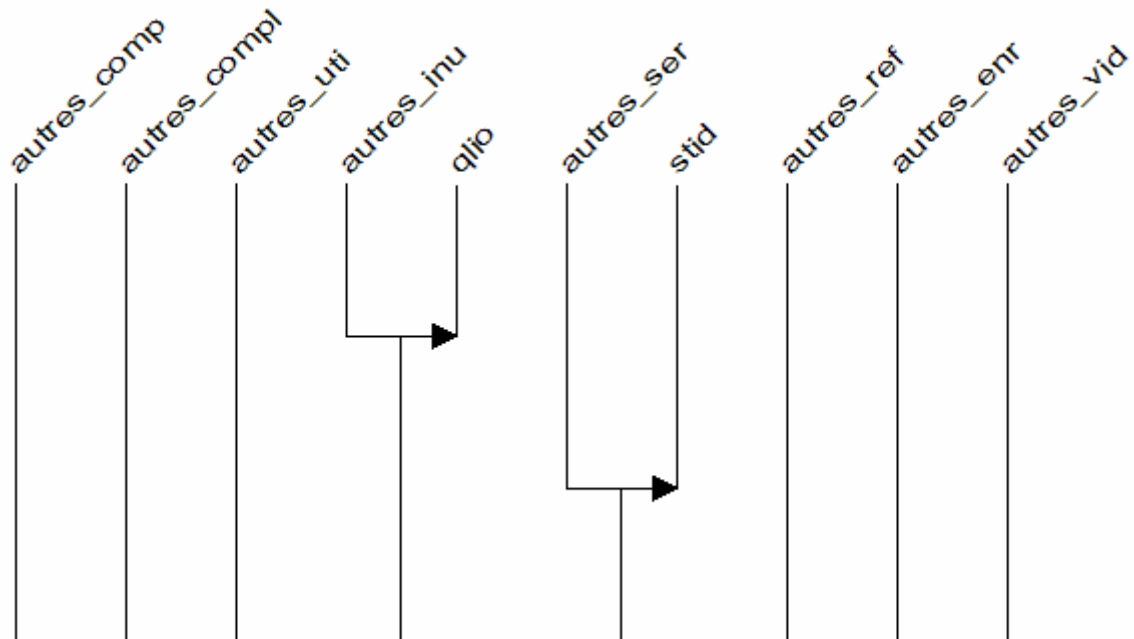 autres_comp
autres_compl
autres_uti
autres_inu
qlio
autres_ser
stid
autres_ref
autres_enr
autres_vid